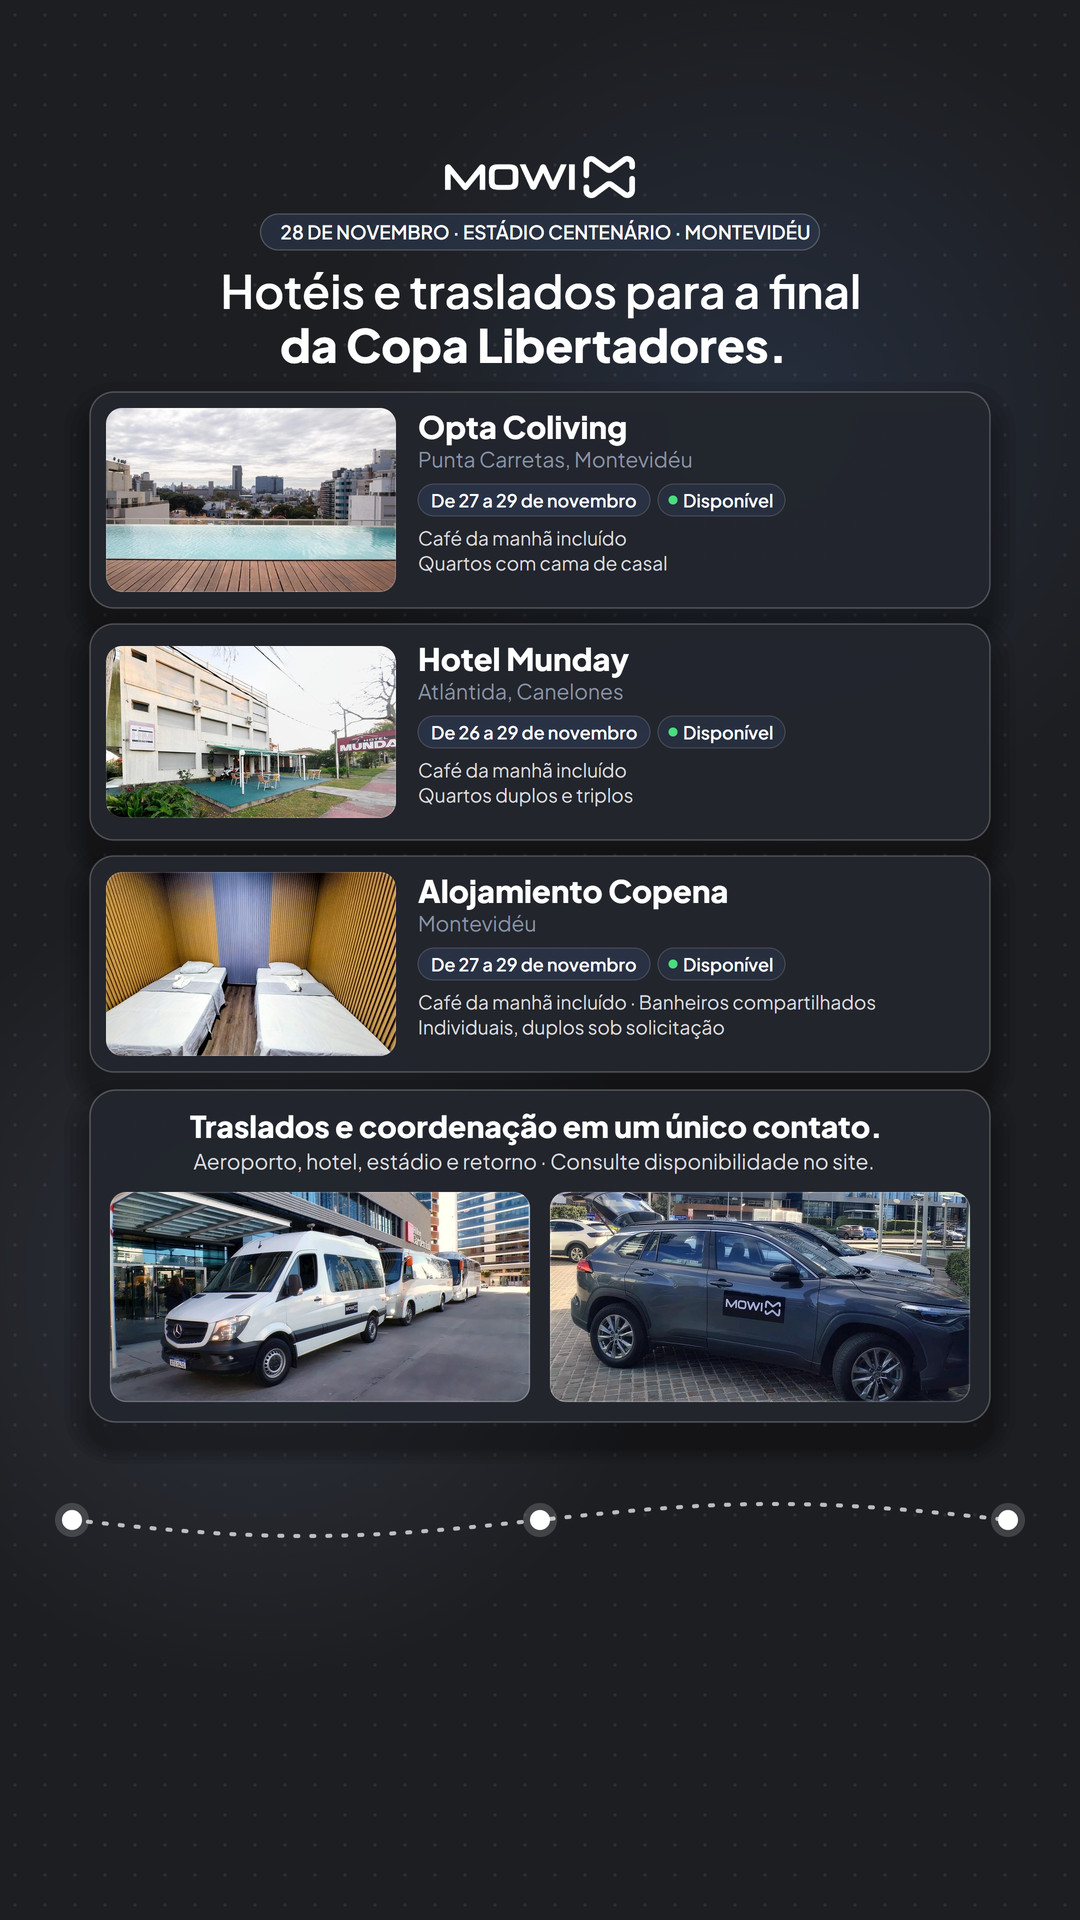 MOWI
28 DE NOVEMBRO · ESTÁDIO CENTENÁRIO · MONTEVIDÉU
Hotéis e traslados para a final
da Copa Libertadores.
Opta Coliving
Punta Carretas, Montevidéu
De 27 a 29 de novembro
Disponível
Café da manhã incluído
Quartos com cama de casal
HOTEL
MUNDA
Hotel Munday
Atlántida, Canelones
De 26 a 29 de novembro
Disponível
Café da manhã incluído
Quartos duplos e triplos
Alojamiento Copena
Montevidéu
De 27 a 29 de novembro
Disponível
Café da manhã incluído · Banheiros compartilhados
Individuais, duplos sob solicitação
Traslados e coordenação em um único contato.
Aeroporto, hotel, estádio e retorno · Consulte disponibilidade no site.
MOWI
MOWI